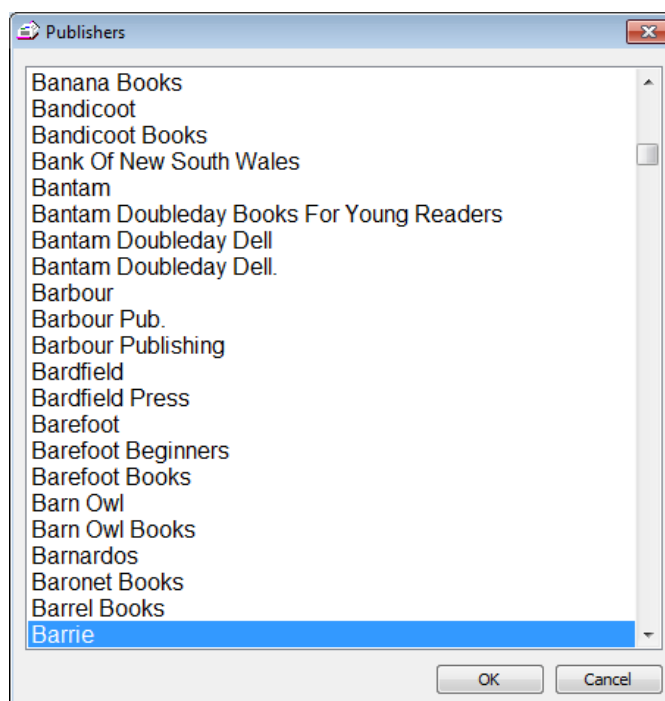 Publishers
Banana Books
Bandicoot
Bandicoot Books
Bank Of New South Wales
Bantam
Bantam Doubleday Books For Young Readers
Bantam Doubleday Dell
Bantam Doubleday Dell.
Barbour
Barbour Pub.
Barbour Publishing
Bardfield
Bardfield Press
Barefoot
Barefoot Beginners
Barefoot Books
Barn Owl
Barn Owl Books
Barnardos
Baronet Books
Barrel Books
Barrie
OK Cancel